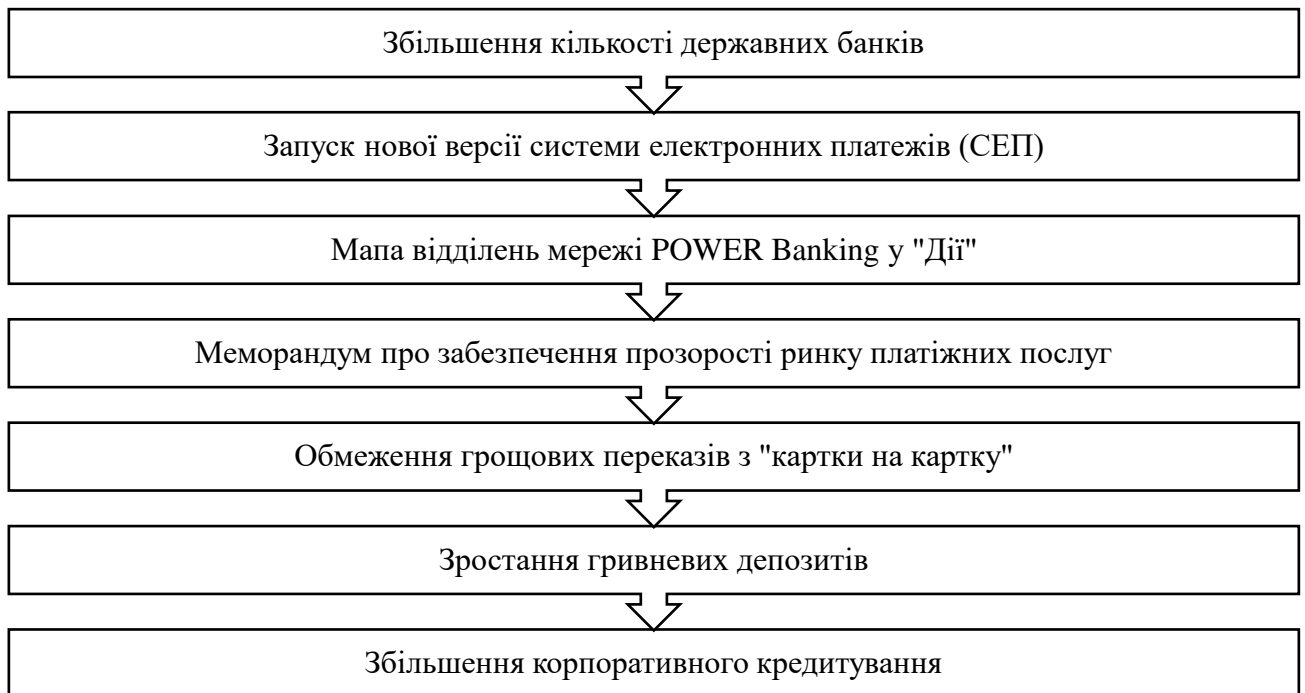 Збільшення кількості державних банків
Запуск нової версії системи електронних платежів (СЕП)
Мапа відділень мережі POWER Banking у "Дії"
Меморандум про забезпечення прозорості ринку платіжних послуг
Обмеження грощових переказів з "картки на картку"
Зростання гривневих депозитів
Збільшення корпоративного кредитування